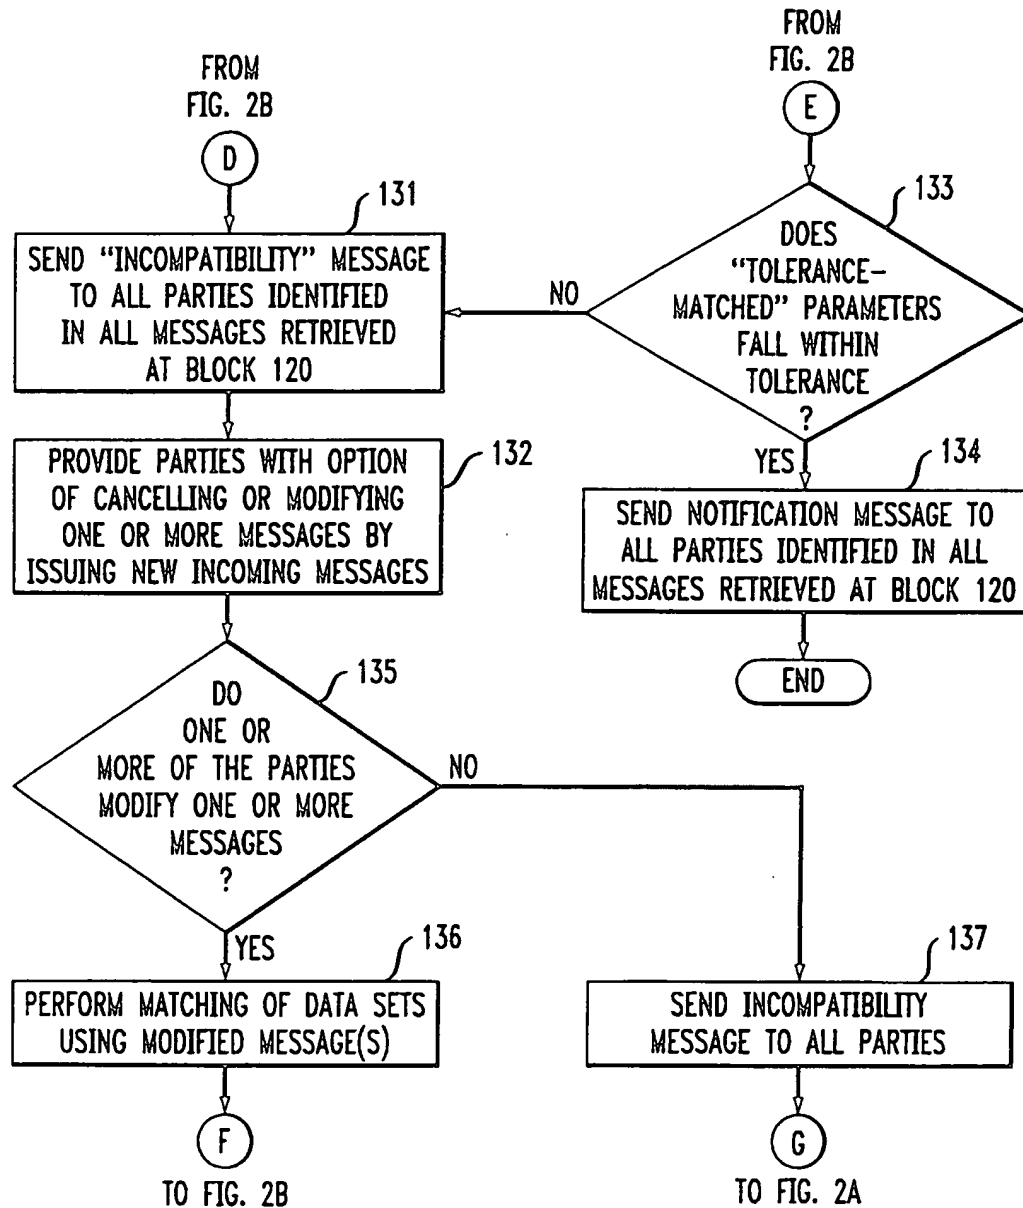 FROM
FIG. 2B
D
131
SEND “INCOMPATIBILITY” MESSAGE
TO ALL PARTIES IDENTIFIED
IN ALL MESSAGES RETRIEVED
AT BLOCK 120
132
PROVIDE PARTIES WITH OPTION
OF CANCELLING OR MODIFYING
ONE OR MORE MESSAGES BY
ISSUING NEW INCOMING MESSAGES
FROM
FIG. 2B
E
133
DOES
“TOLERANCE-
MATCHED” PARAMETERS
FALL WITHIN
TOLERANCE
?
NO
YES
134
SEND NOTIFICATION MESSAGE TO
ALL PARTIES IDENTIFIED IN ALL
MESSAGES RETRIEVED AT BLOCK 120
END
135
DO
ONE OR
MORE OF THE PARTIES
MODIFY ONE OR MORE
MESSAGES
?
NO
YES
136
PERFORM MATCHING OF DATA SETS
USING MODIFIED MESSAGE(S)
F
TO FIG. 2B
137
SEND INCOMPATIBILITY
MESSAGE TO ALL PARTIES
G
TO FIG. 2A